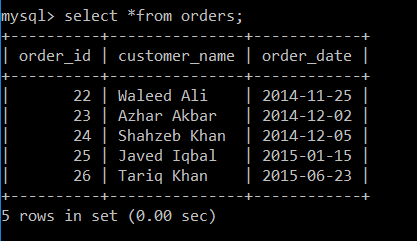 mysql> select *from orders;
+----------+---------------+------------+
| order_id | customer_name | order_date |
+----------+---------------+------------+
|       22 | Waleed Ali    | 2014-11-25 |
|       23 | Azhar Akbar   | 2014-12-02 |
|       24 | Shahzeb Khan  | 2014-12-05 |
|       25 | Javed Iqbal   | 2015-01-15 |
|       26 | Tariq Khan    | 2015-06-23 |
+----------+---------------+------------+
5 rows in set (0.00 sec)